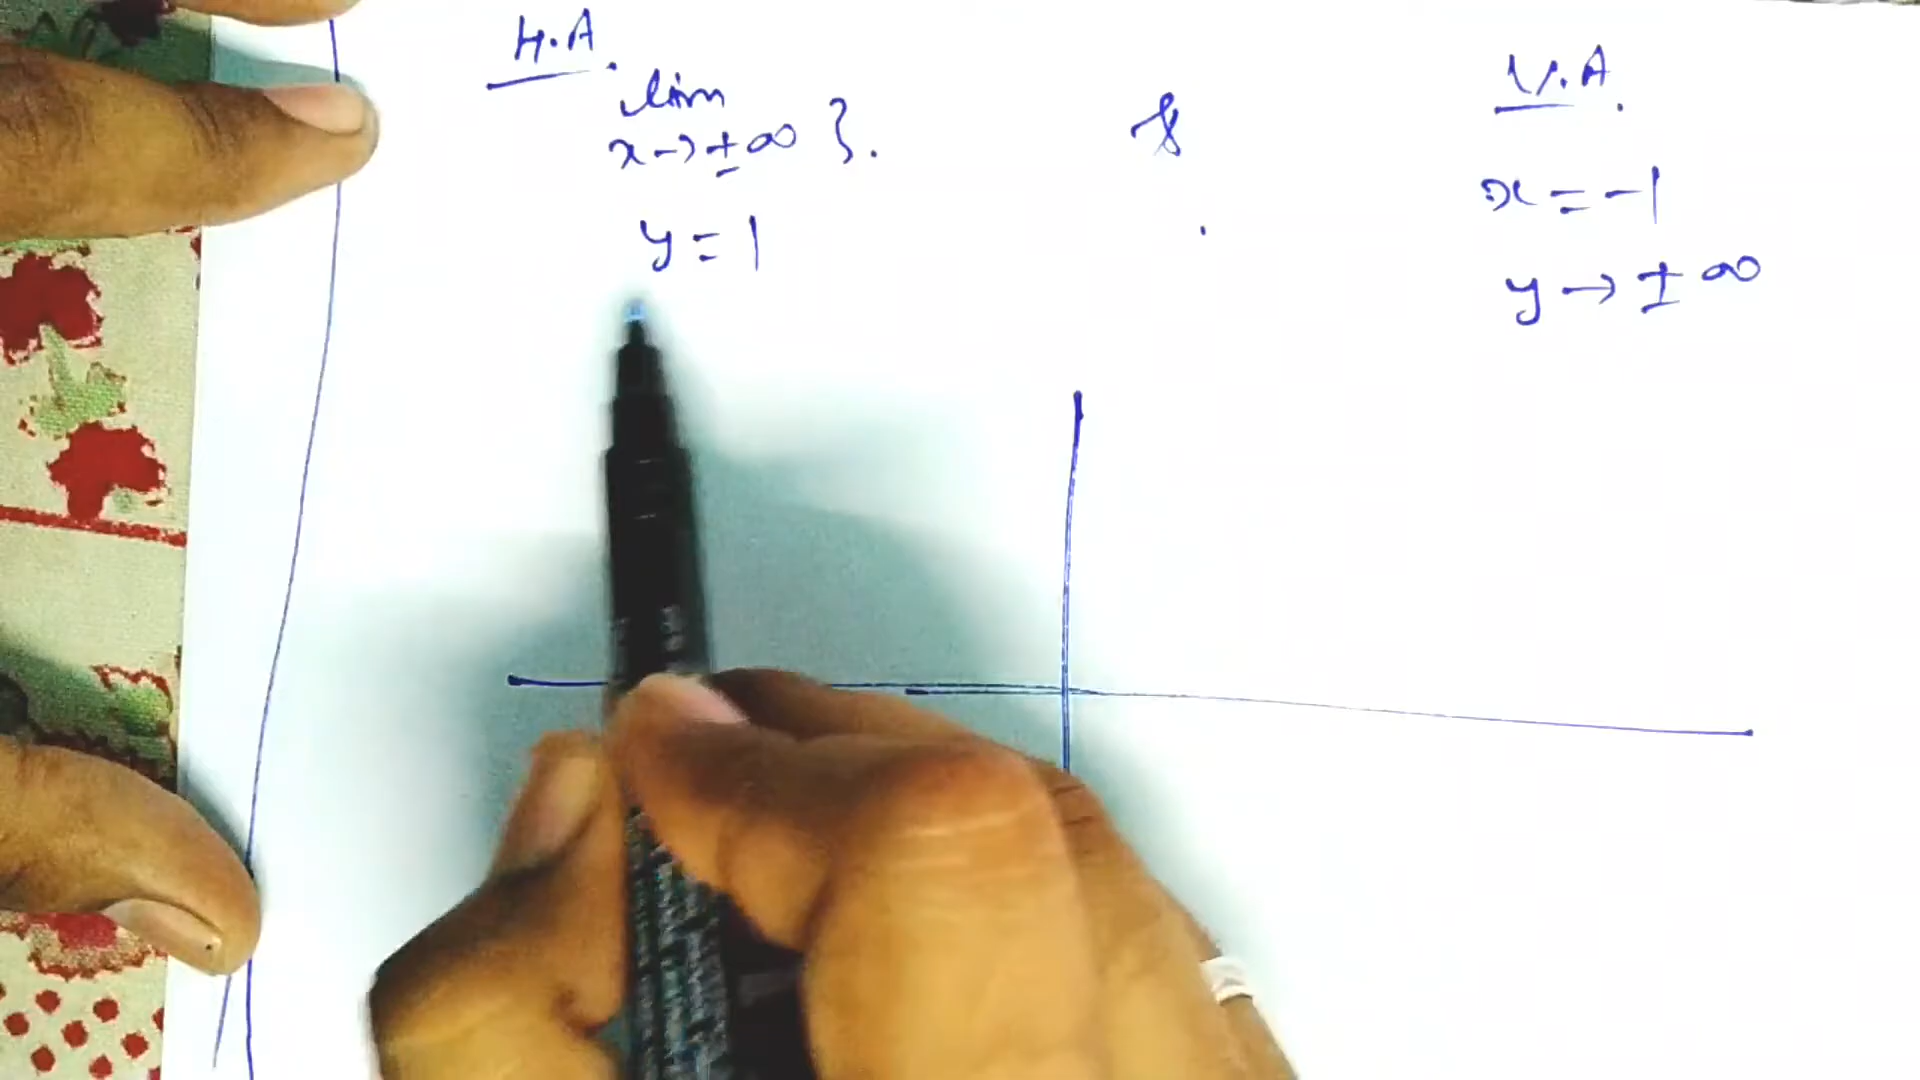 H.A.
lim
x→±∞ }.
y = 1
&
V.A.
x = -1
y → ± ∞